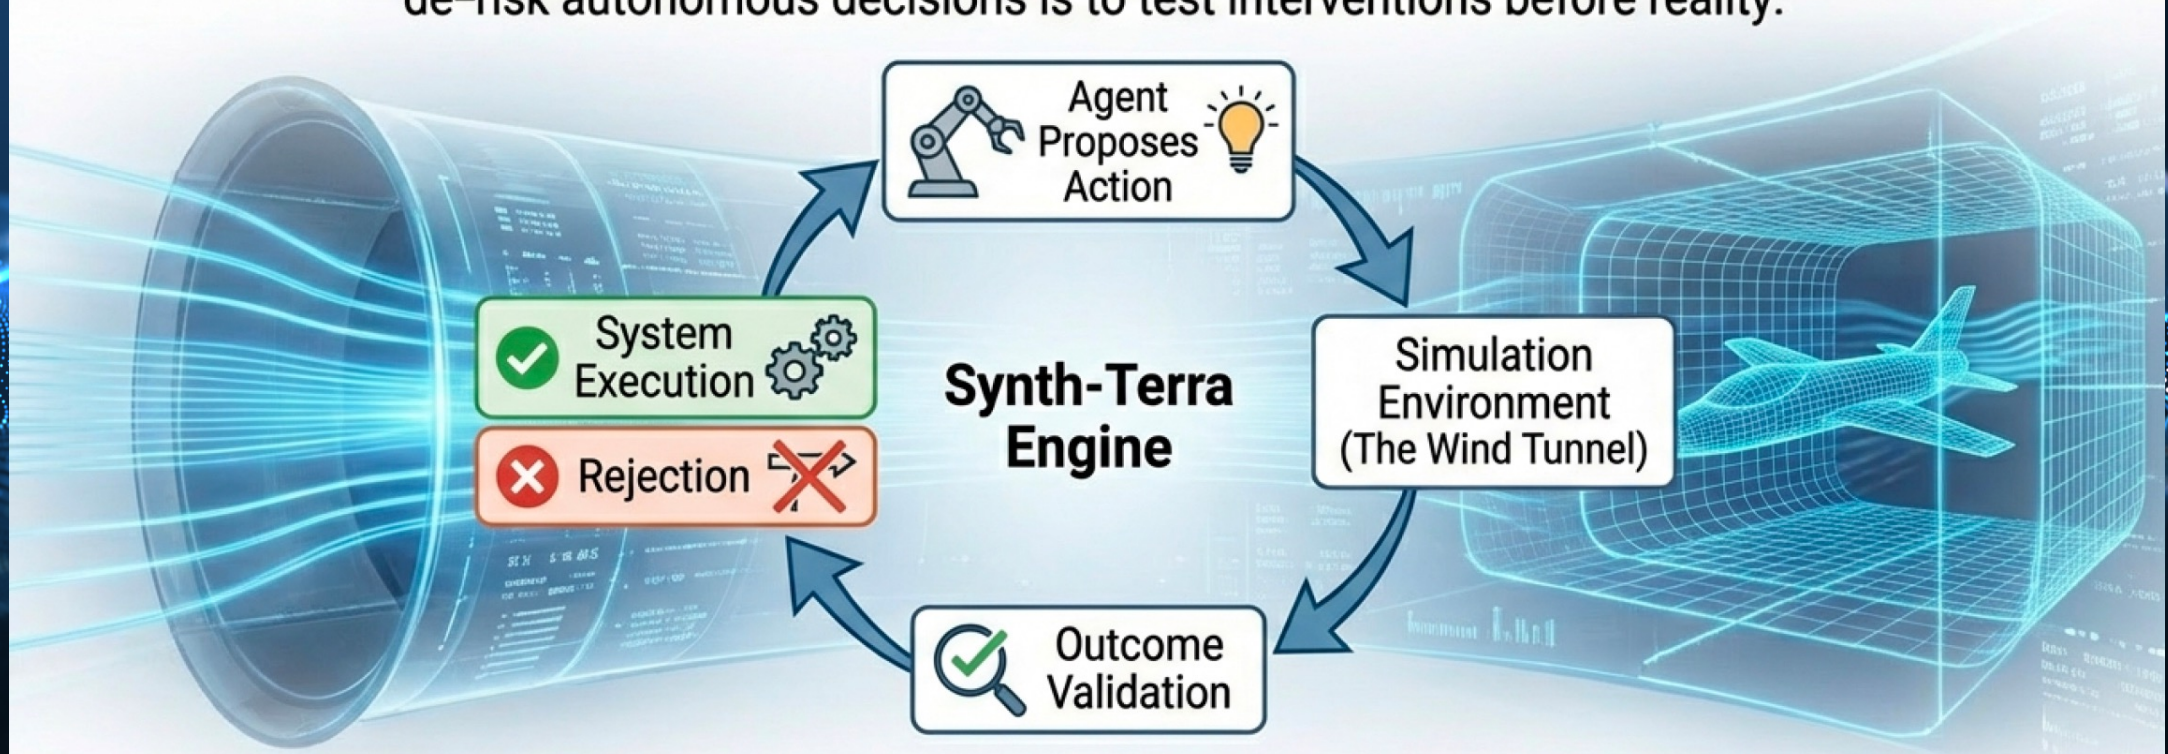 de-risk autonomous decisions is to test interventions before reality.
Agent
Proposes
Action
System
Execution
Rejection
Synth-Terra
Engine
Simulation
Environment
(The Wind Tunnel)
Outcome
Validation